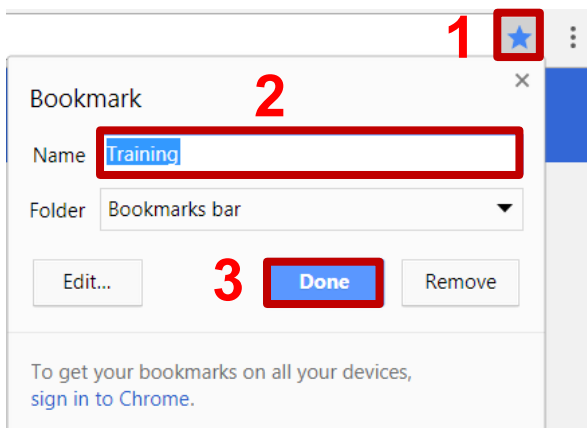 1
Bookmark
2
Name Training
Folder Bookmarks bar
Edit...
3
Done
Remove
To get your bookmarks on all your devices,
sign in to Chrome.